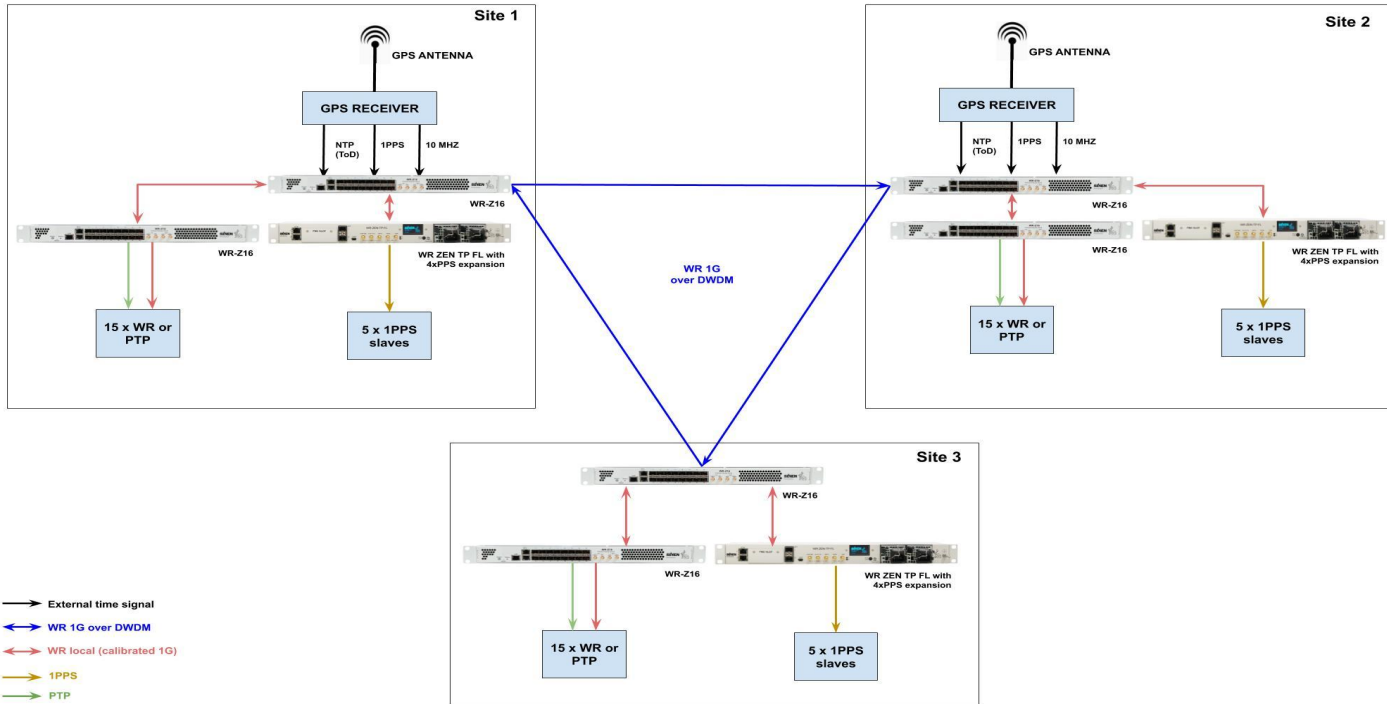 Site 1
GPS ANTENNA
GPS RECEIVER
NTP
(ToD)
1PPS
10 MHZ
WR-Z16
WR-Z16
WR ZEN TP FL with
4xPPS expansion
15 x WR or
PTP
5 x 1PPS
slaves
Site 2
GPS ANTENNA
GPS RECEIVER
NTP
(ToD)
1PPS
10 MHZ
WR-Z16
WR-Z16
WR ZEN TP FL with
4xPPS expansion
15 x WR or
PTP
5 x 1PPS
slaves
WR 1G
over DWDM
Site 3
WR-Z16
WR-Z16
WR ZEN TP FL with
4xPPS expansion
15 x WR or
PTP
5 x 1PPS
slaves
External time signal
WR 1G over DWDM
WR local (calibrated 1G)
1PPS
PTP